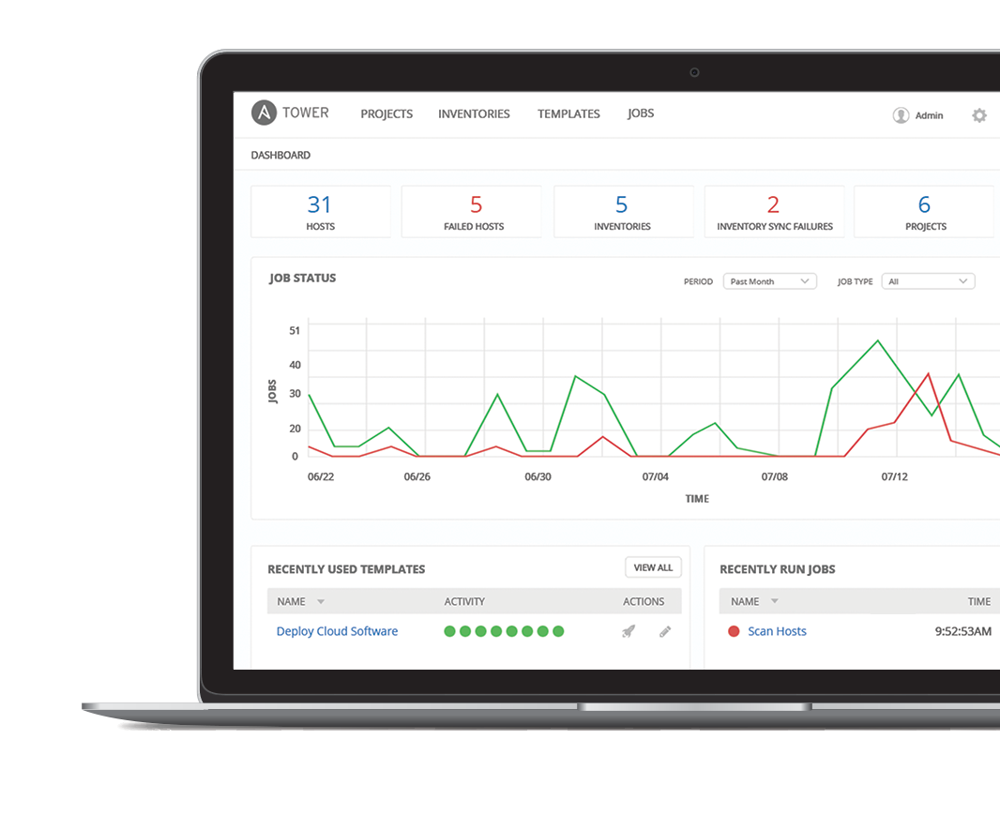 TOWER PROJECTS INVENTORIES TEMPLATES JOBS Admin
DASHBOARD
31 5 5 2 6
HOSTS FAILED HOSTS INVENTORIES INVENTORY SYNC FAILURES PROJECTS
JOB STATUS PERIOD Past Month JOB TYPE All
51
40
30
20
0
JOBS
06/22 06/26 06/30 07/04 07/08 07/12
TIME
RECENTLY USED TEMPLATES VIEW ALL
NAME ACTIVITY ACTIONS
Deploy Cloud Software
RECENTLY RUN JOBS
NAME TIME
Scan Hosts 9:52:53AM